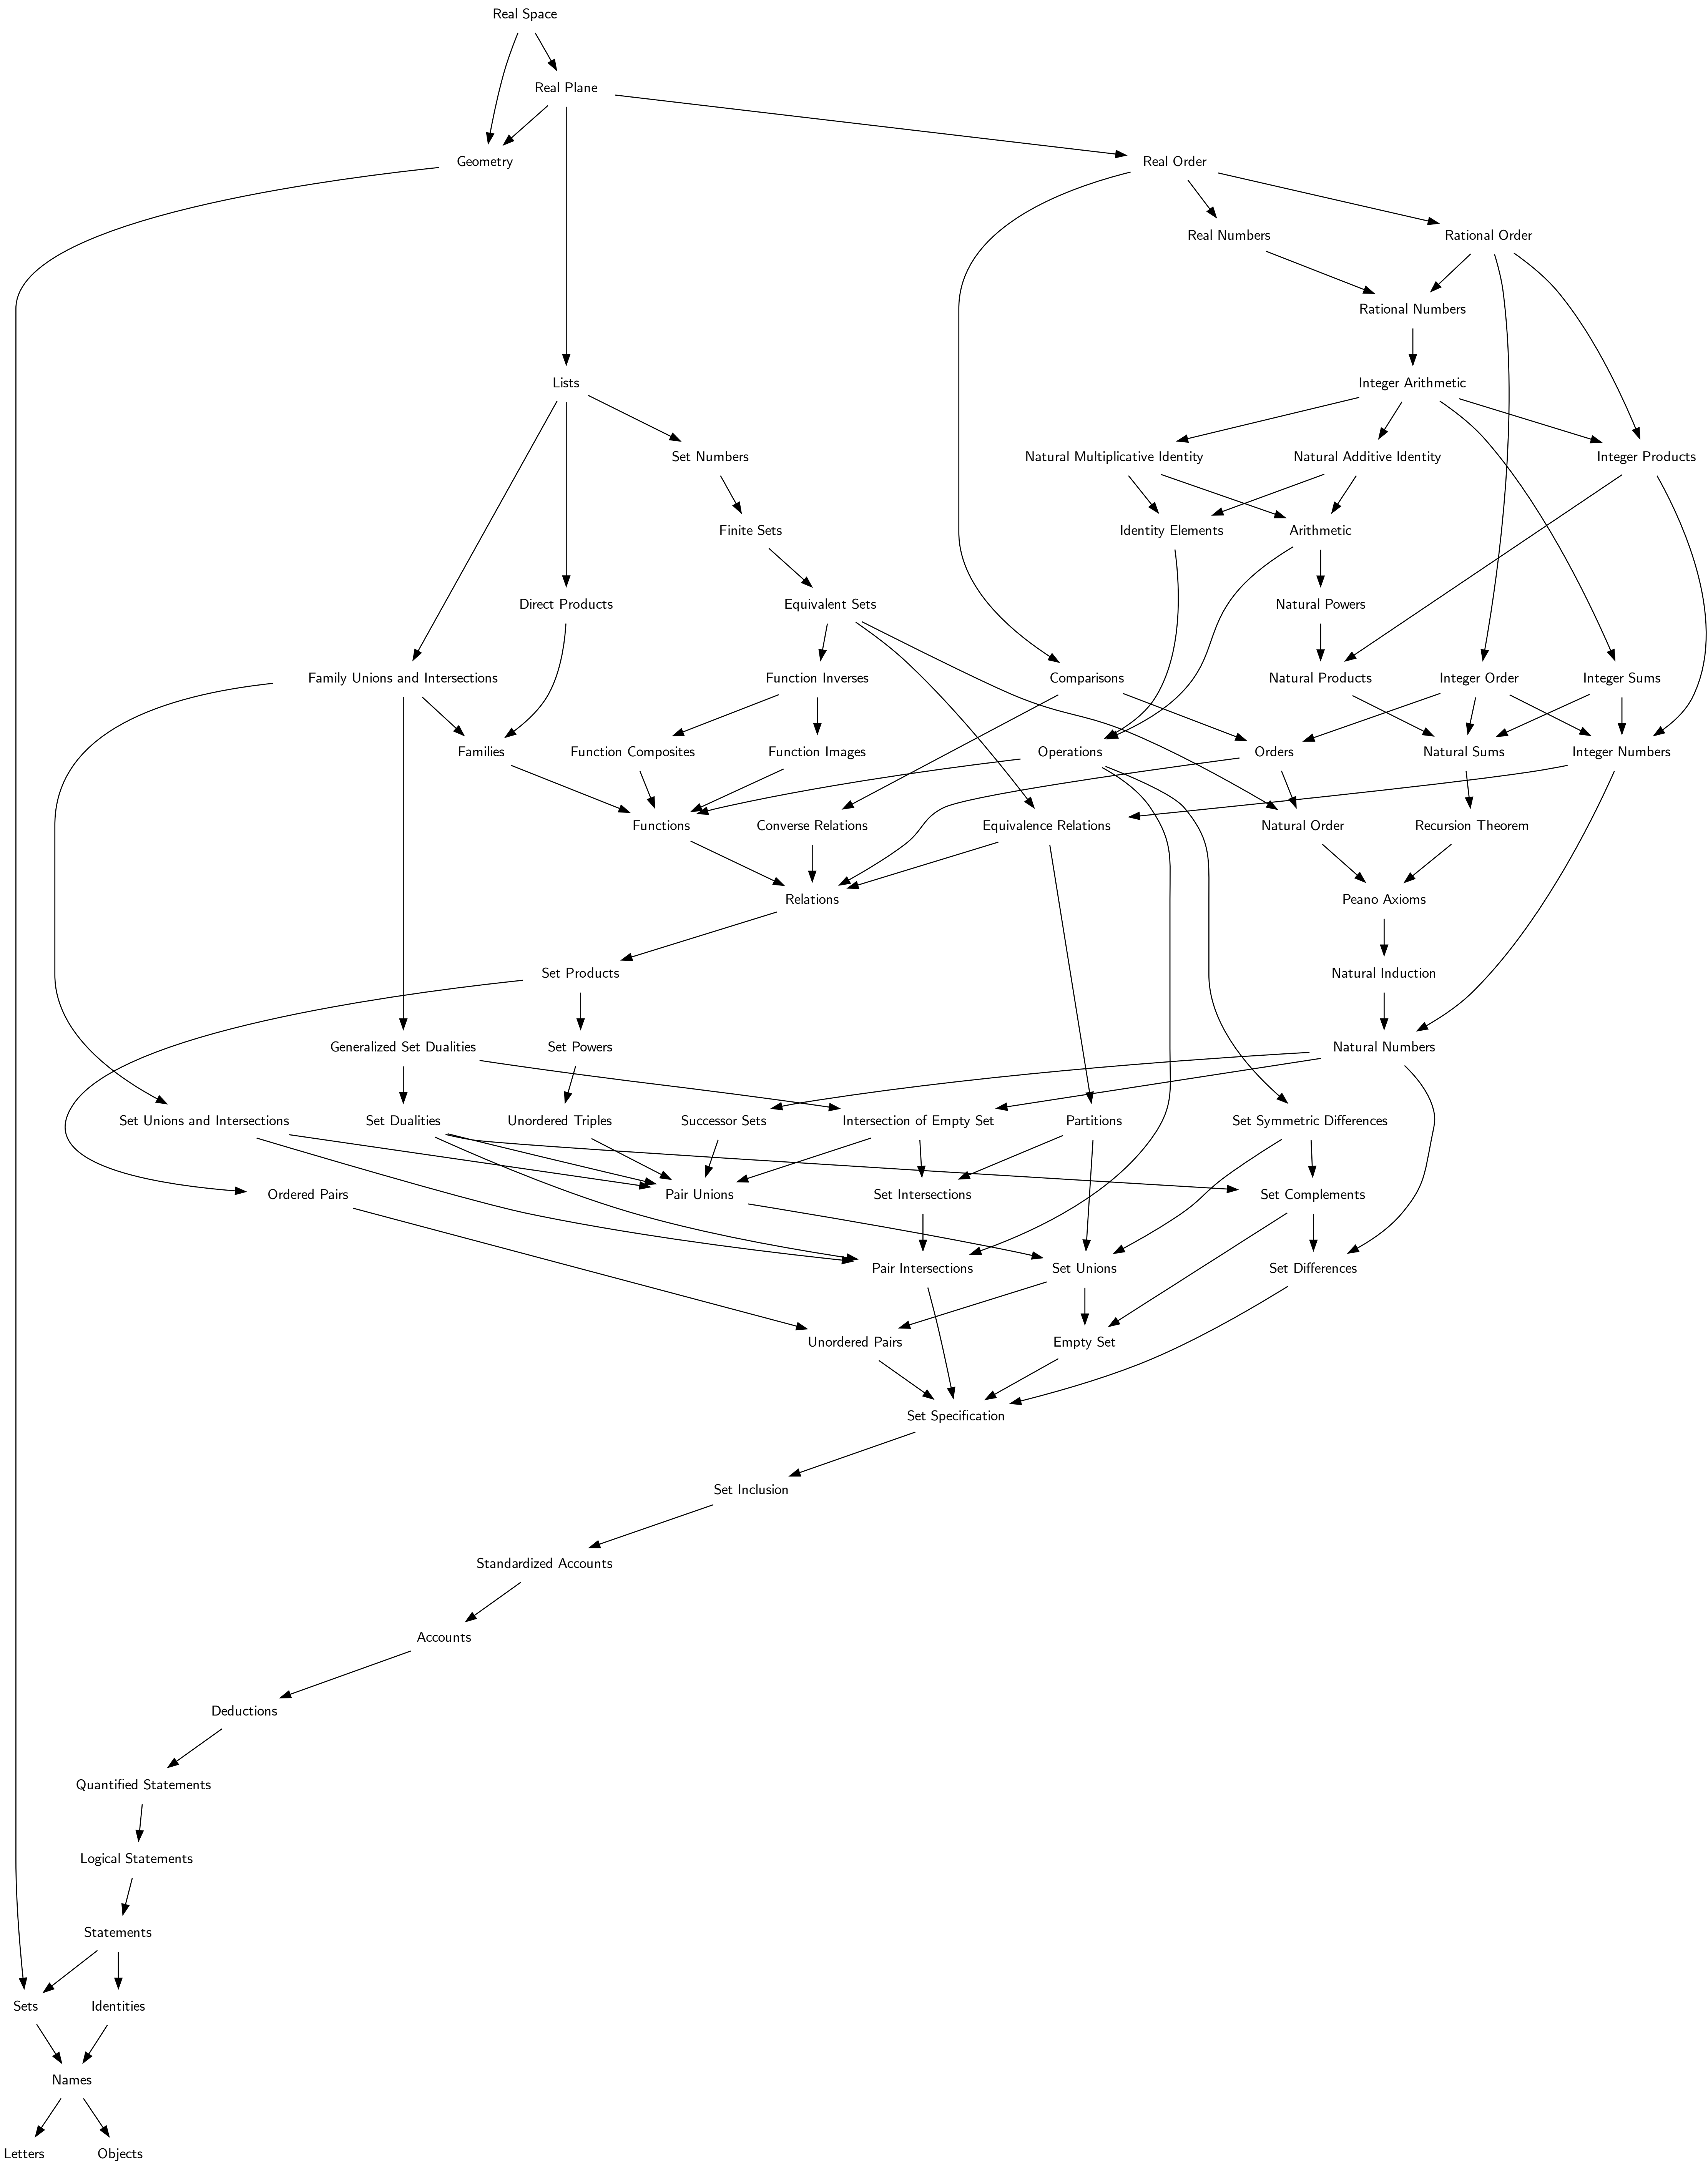 Real Space
Real Plane
Geometry
Real Order
Real Numbers
Rational Order
Rational Numbers
Lists
Integer Arithmetic
Set Numbers
Natural Multiplicative Identity
Natural Additive Identity
Integer Products
Finite Sets
Identity Elements
Arithmetic
Direct Products
Equivalent Sets
Natural Powers
Family Unions and Intersections
Function Inverses
Comparisons
Natural Products
Integer Order
Integer Sums
Families
Function Composites
Function Images
Operations
Orders
Natural Sums
Integer Numbers
Functions
Converse Relations
Equivalence Relations
Natural Order
Recursion Theorem
Relations
Peano Axioms
Set Products
Natural Induction
Generalized Set Dualities
Set Powers
Natural Numbers
Set Unions and Intersections
Set Dualities
Unordered Triples
Successor Sets
Intersection of Empty Set
Partitions
Set Symmetric Differences
Ordered Pairs
Pair Unions
Set Intersections
Set Complements
Pair Intersections
Set Unions
Set Differences
Unordered Pairs
Empty Set
Set Specification
Set Inclusion
Standardized Accounts
Accounts
Deductions
Quantified Statements
Logical Statements
Statements
Sets
Identities
Names
Letters
Objects